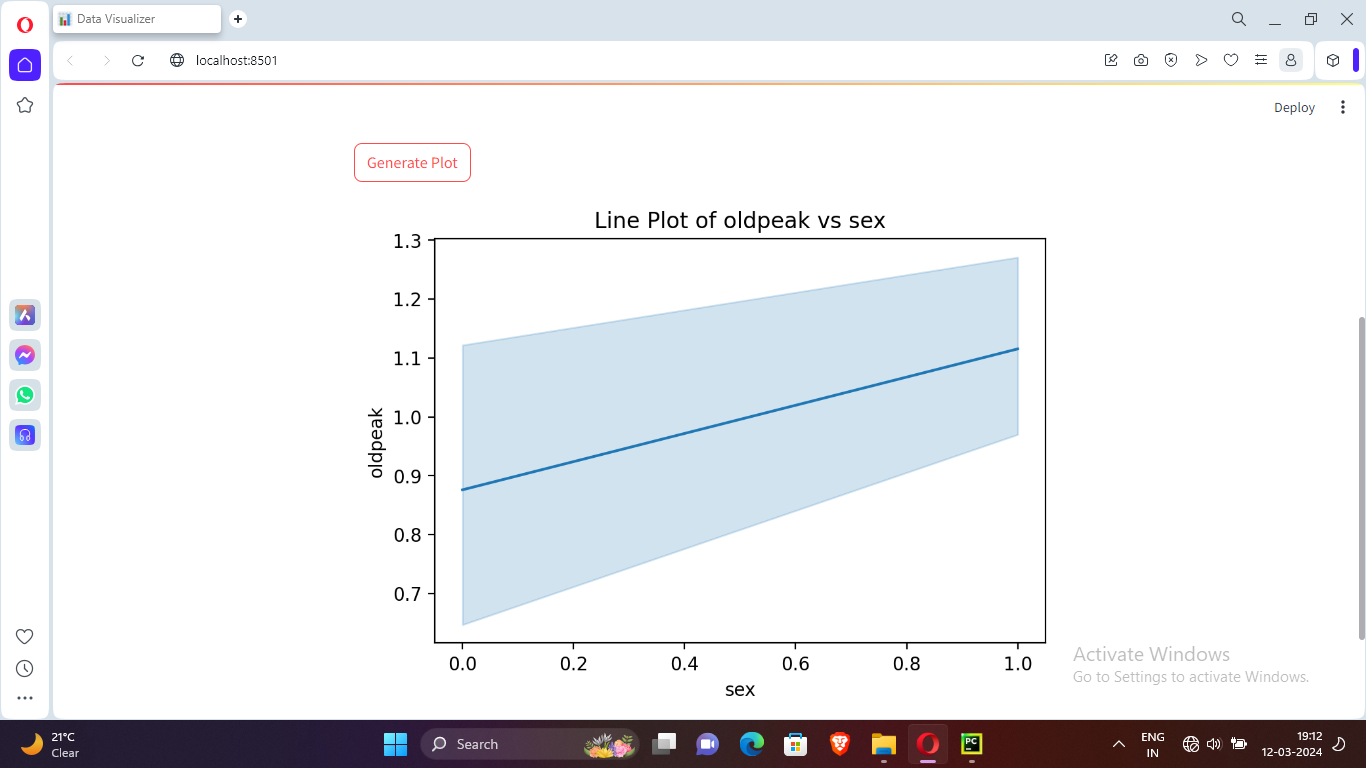 Data Visualizer
localhost:8501
Deploy
Generate Plot
Line Plot of oldpeak vs sex
1.3
1.2
1.1
1.0
0.9
0.8
0.7
oldpeak
0.0 0.2 0.4 0.6 0.8 1.0
sex
Activate Windows
Go to Settings to activate Windows.
21°C
Clear
Search
PC
ENG
IN
19:12
12-03-2024